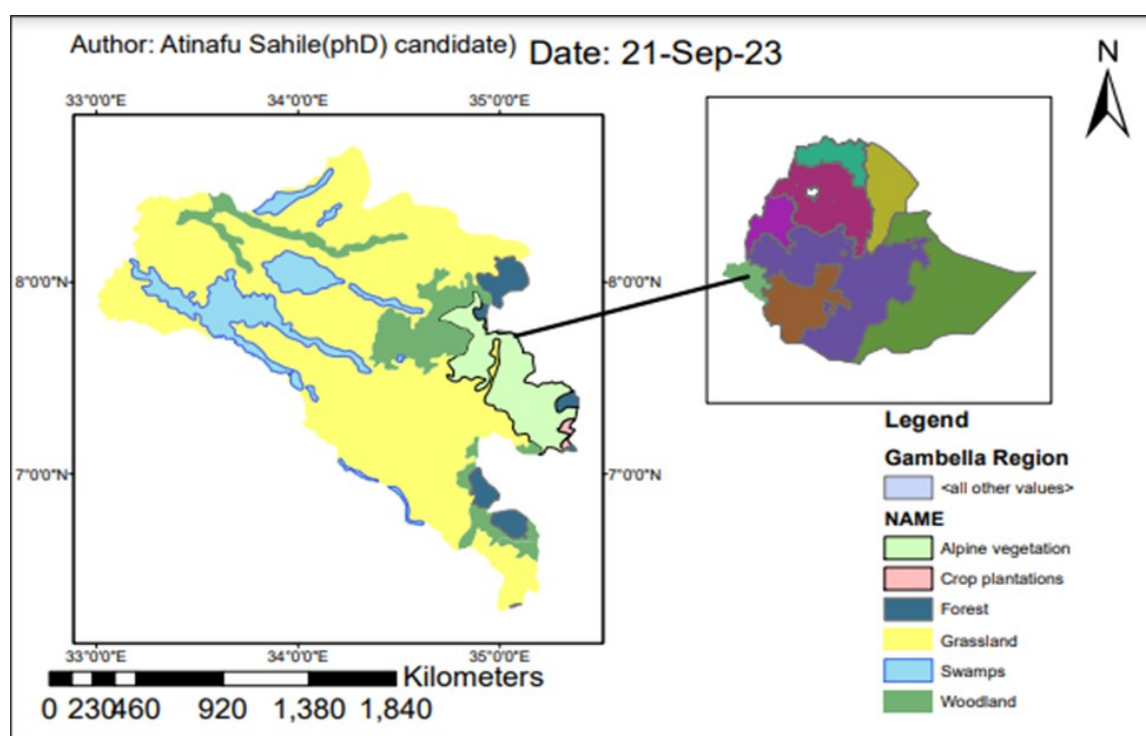 Author: Atinafu Sahile(phD) candidate) Date: 21-Sep-23
N
33°0'0"E 34°0'0"E 35°0'0"E
8°0'0"N 8°0'0"N
7°0'0"N 7°0'0"N
33°0'0"E 34°0'0"E 35°0'0"E
Kilometers
0 230460 920 1,380 1,840
Legend
Gambella Region
<all other values>
NAME
Alpine vegetation
Crop plantations
Forest
Grassland
Swamps
Woodland